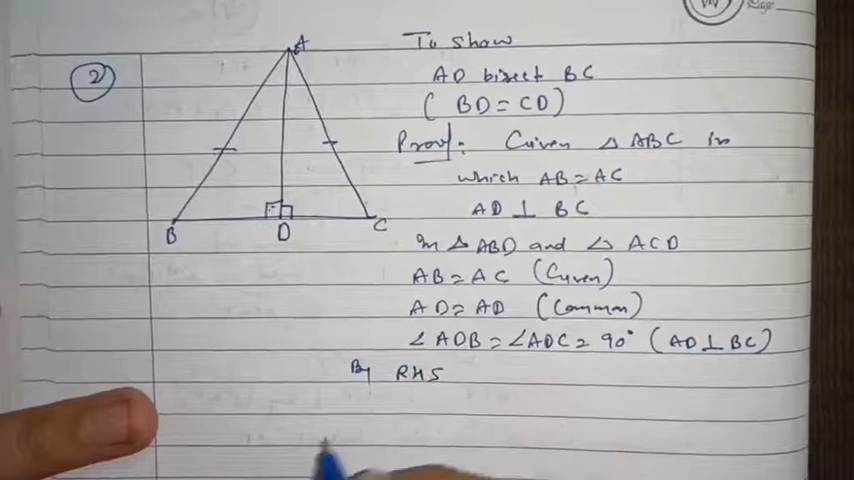 To show
2
AD bisect BC
(BD = CD)
Proof: Given △ ABC in
which AB = AC
AD ⊥ BC
In △ ABD and △ ACD
AB = AC (Given)
AD = AD (Common)
∠ ADB = ∠ADC = 90° (AD ⊥ BC)
By RHS
A
B
D
C
Page